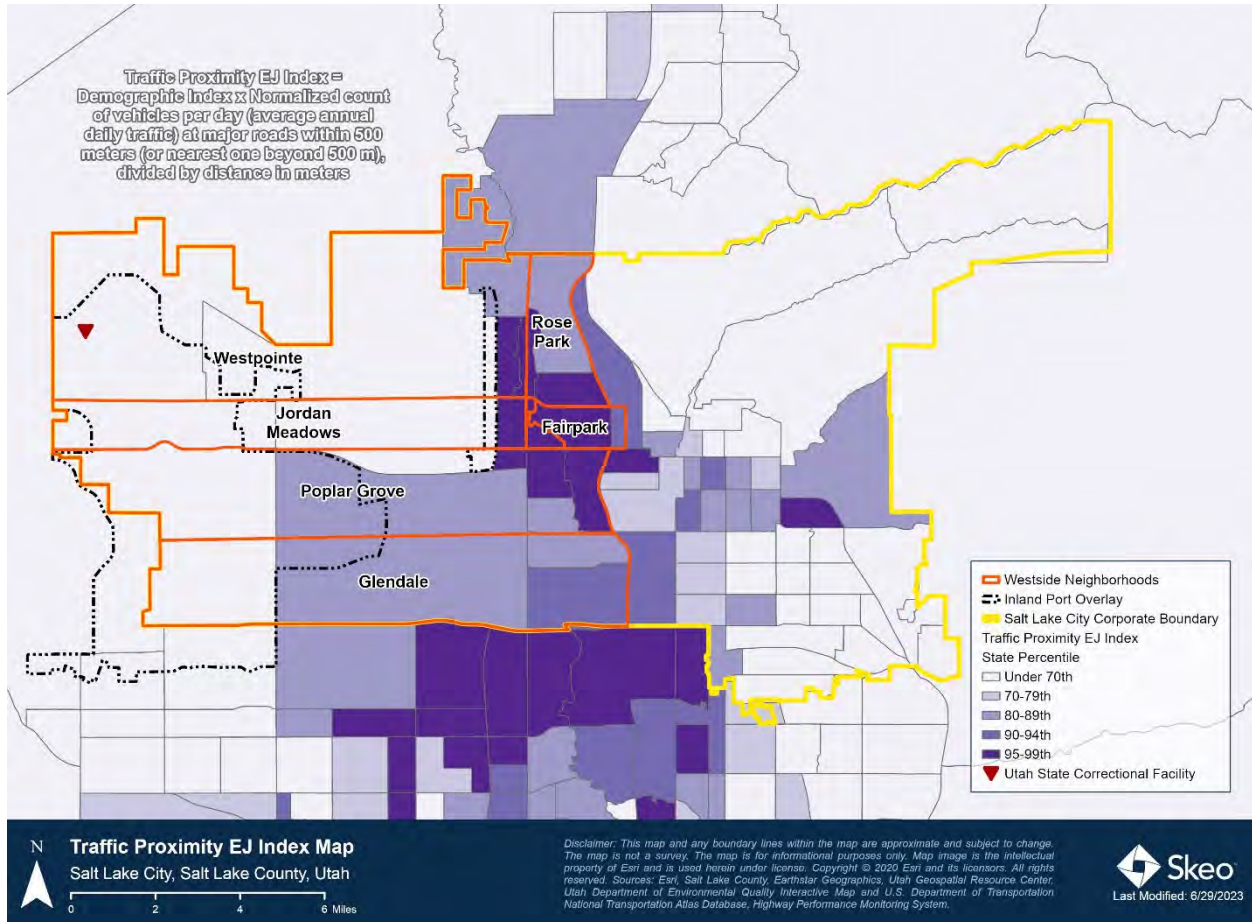 Traffic Proximity EJ Index =
Demographic Index x Normalized count
of vehicles per day (average annual
daily traffic) at major roads within 500
meters (or nearest one beyond 500 m),
divided by distance in meters
Rose
Park
Westpointe
Jordan
Meadows
Fairpark
Poplar Grove
Glendale
Westside Neighborhoods
Inland Port Overlay
Salt Lake City Corporate Boundary
Traffic Proximity EJ Index
State Percentile
Under 70th
70-79th
80-89th
90-94th
95-99th
Utah State Correctional Facility
N
Traffic Proximity EJ Index Map
Salt Lake City, Salt Lake County, Utah
0 2 4 6 Miles
Disclaimer: This map and any boundary lines within the map are approximate and subject to change.
The map is not a survey. The map is for informational purposes only. Map image is the intellectual
property of Esri and is used herein under license. Copyright © 2020 Esri and its licensors. All rights
reserved. Sources: Esri, Salt Lake County, Earthstar Geographics, Utah Geospatial Resource Center,
Utah Department of Environmental Quality Interactive Map and U.S. Department of Transportation
National Transportation Atlas Database, Highway Performance Monitoring System.
Skeo
Last Modified: 6/29/2023